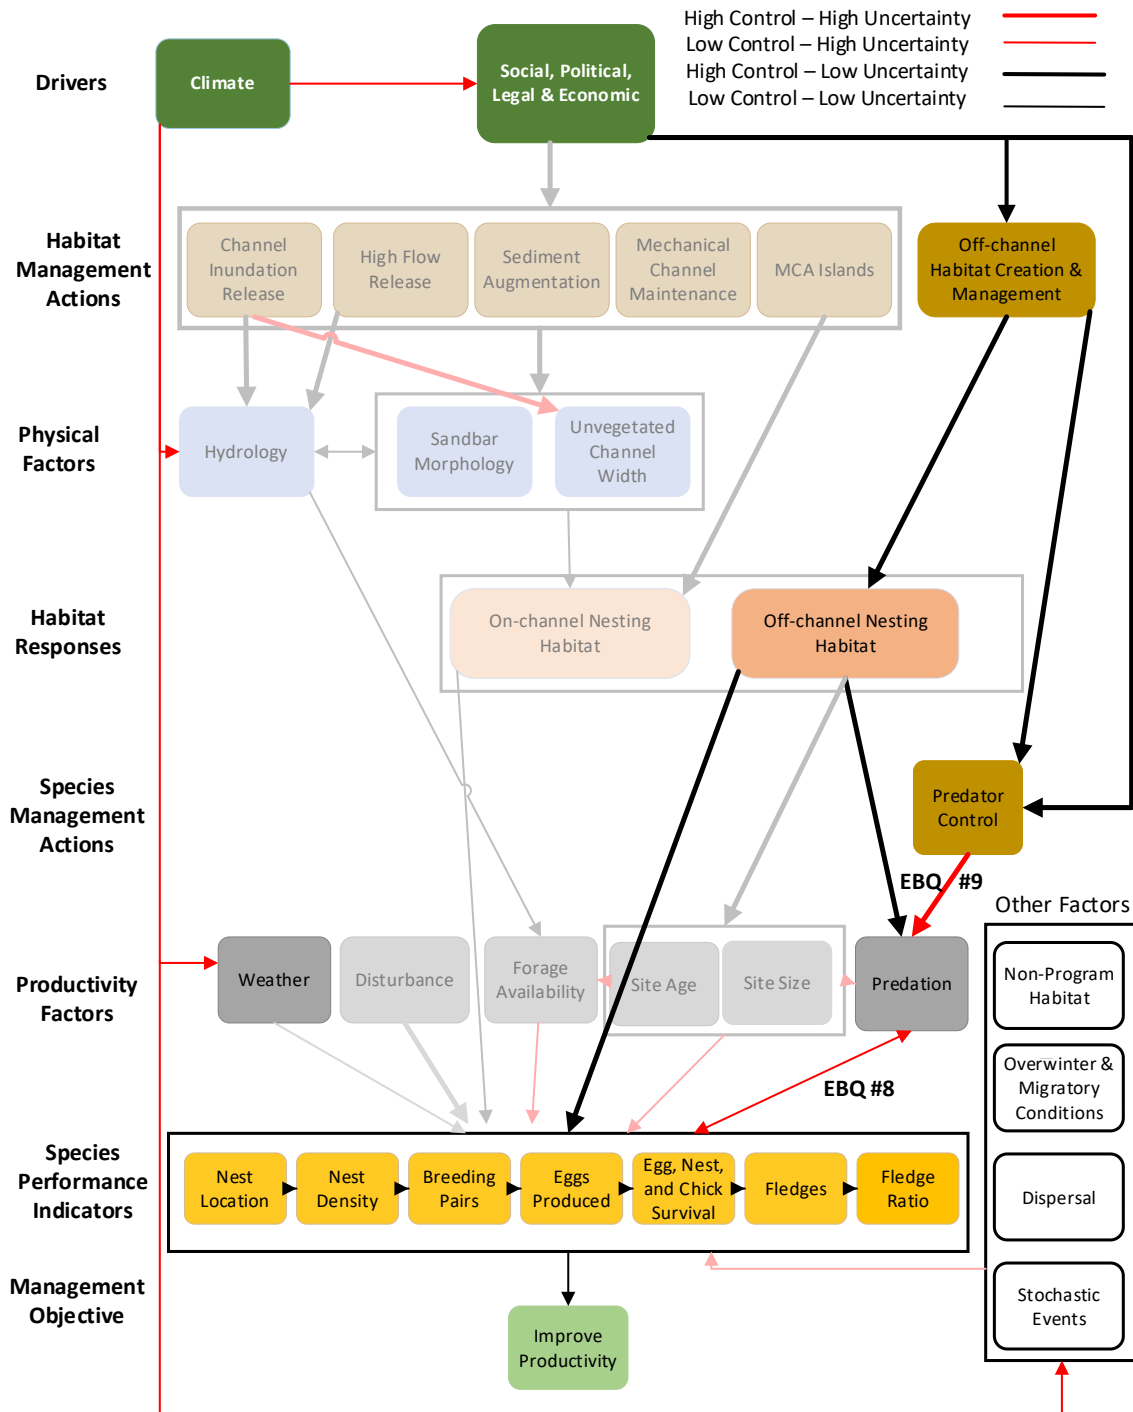 High Control – High Uncertainty
Low Control – High Uncertainty
High Control – Low Uncertainty
Low Control – Low Uncertainty
Drivers
Climate
Social, Political,
Legal & Economic
Habitat
Management
Actions
Channel
Inundation
Release
High Flow
Release
Sediment
Augmentation
Mechanical
Channel
Maintenance
MCA Islands
Off-channel
Habitat Creation &
Management
Physical
Factors
Hydrology
Sandbar
Morphology
Unvegetated
Channel
Width
Habitat
Responses
On-channel Nesting
Habitat
Off-channel Nesting
Habitat
Species
Management
Actions
Predator
Control
EBQ #9
Other Factors
Productivity
Factors
Weather
Disturbance
Forage
Availability
Site Age
Site Size
Predation
Non-Program
Habitat
Overwinter &
Migratory
Conditions
Dispersal
Stochastic
Events
EBQ #8
Species
Performance
Indicators
Nest
Location
Nest
Density
Breeding
Pairs
Eggs
Produced
Egg, Nest,
and Chick
Survival
Fledges
Fledge
Ratio
Management
Objective
Improve
Productivity